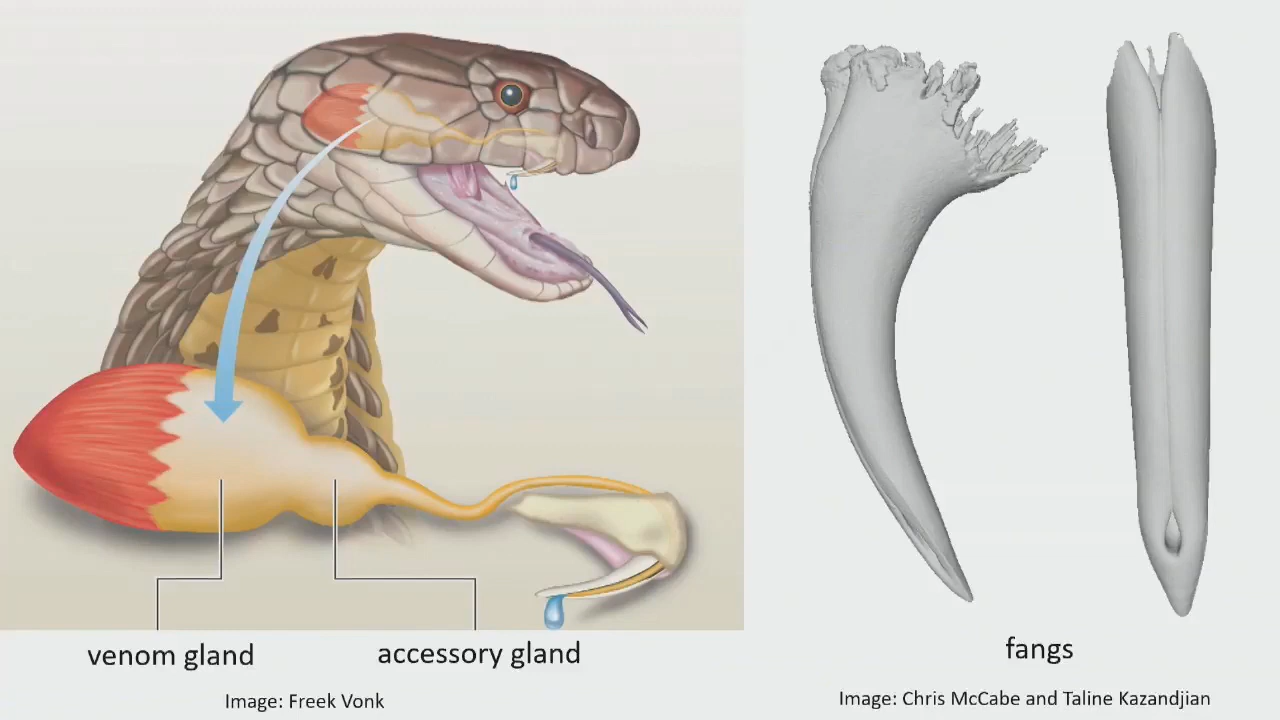 venom gland
accessory gland
fangs
Image: Freek Vonk
Image: Chris McCabe and Taline Kazandjian